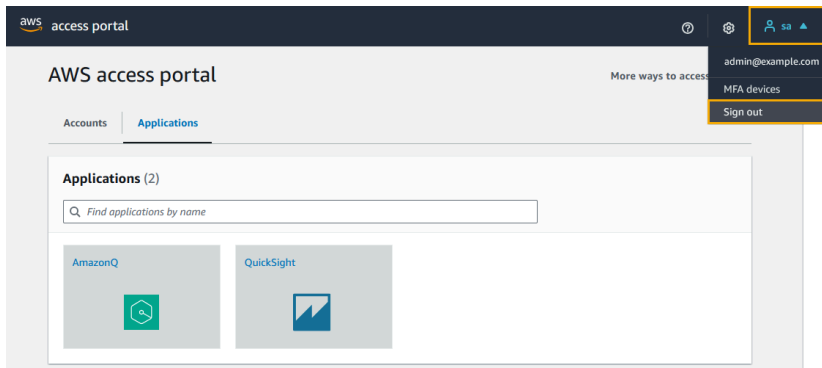 aws access portal
sa
admin@example.com
MFA devices
Sign out
AWS access portal
More ways to access
Accounts
Applications
Applications (2)
Find applications by name
AmazonQ
QuickSight